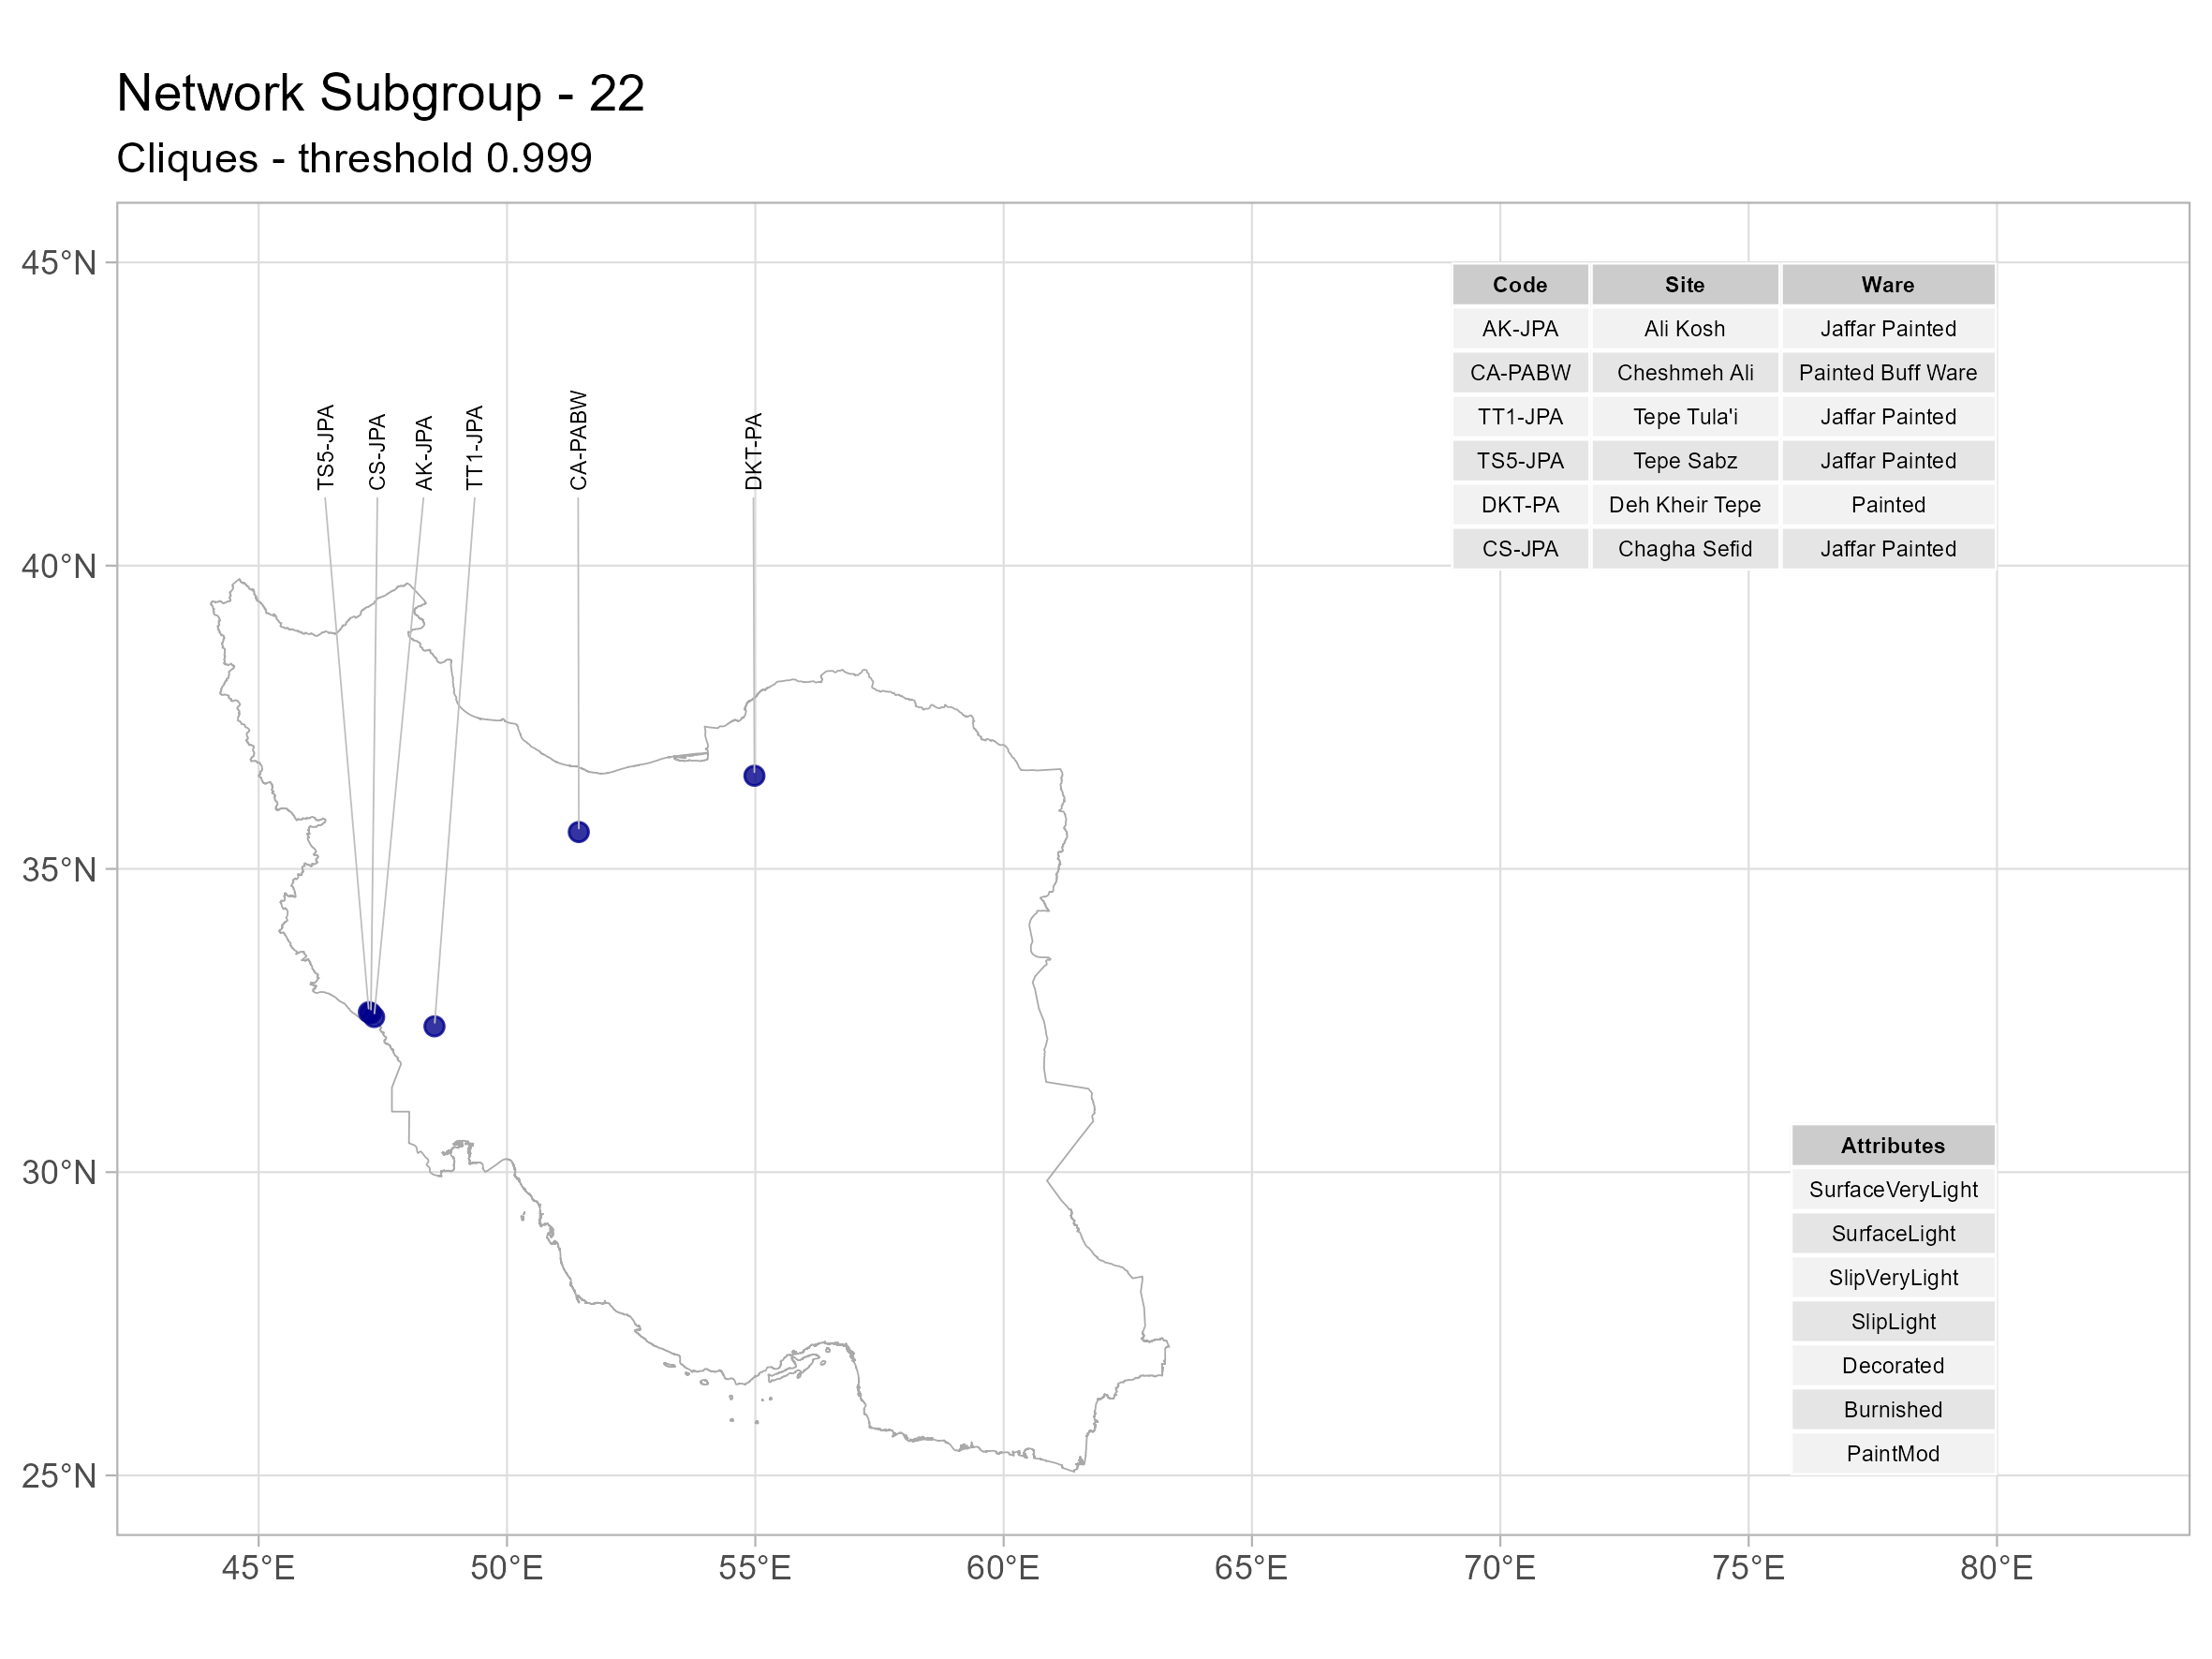 Network Subgroup - 22
Cliques - threshold 0.999
45°N
40°N
35°N
30°N
25°N
TS5-JPA
CS-JPA
AK-JPA
TT1-JPA
CA-PABW
DKT-PA
Code Site Ware
AK-JPA Ali Kosh Jaffar Painted
CA-PABW Cheshmeh Ali Painted Buff Ware
TT1-JPA Tepe Tula'i Jaffar Painted
TS5-JPA Tepe Sabz Jaffar Painted
DKT-PA Deh Kheir Tepe Painted
CS-JPA Chagha Sefid Jaffar Painted
Attributes
SurfaceVeryLight
SurfaceLight
SlipVeryLight
SlipLight
Decorated
Burnished
PaintMod
45°E 50°E 55°E 60°E 65°E 70°E 75°E 80°E